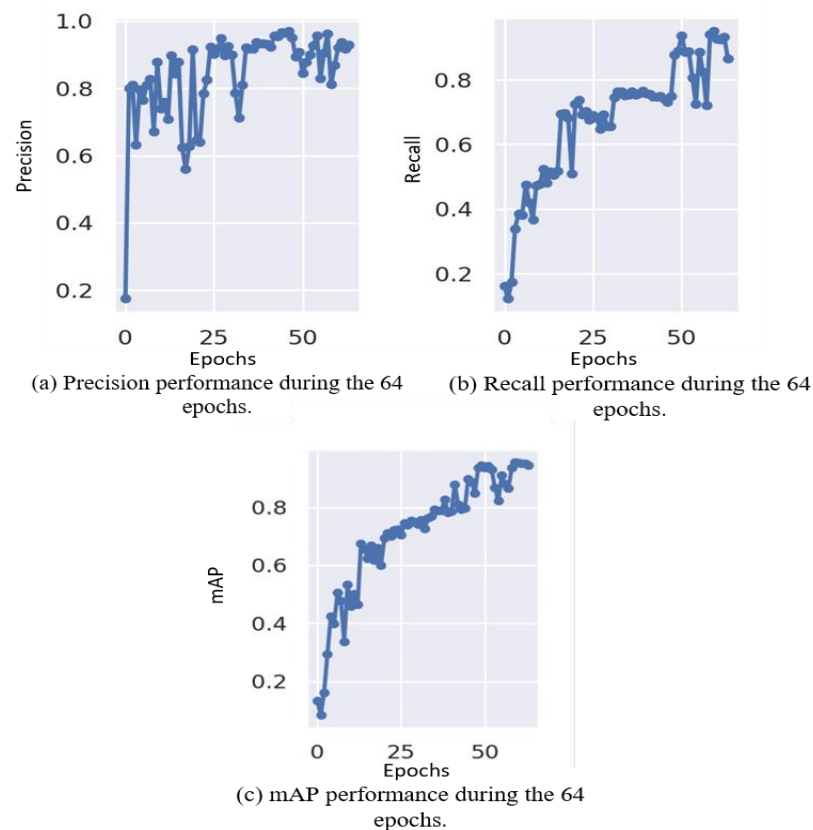 1.0
0.8
0.6
0.4
0.2
Precision
0
25
50
Epochs
(a) Precision performance during the 64
epochs.
0.8
0.6
0.4
0.2
Recall
0
25
50
Epochs
(b) Recall performance during the 64
epochs.
0.8
0.6
0.4
0.2
mAP
0
25
50
Epochs
(c) mAP performance during the 64
epochs.